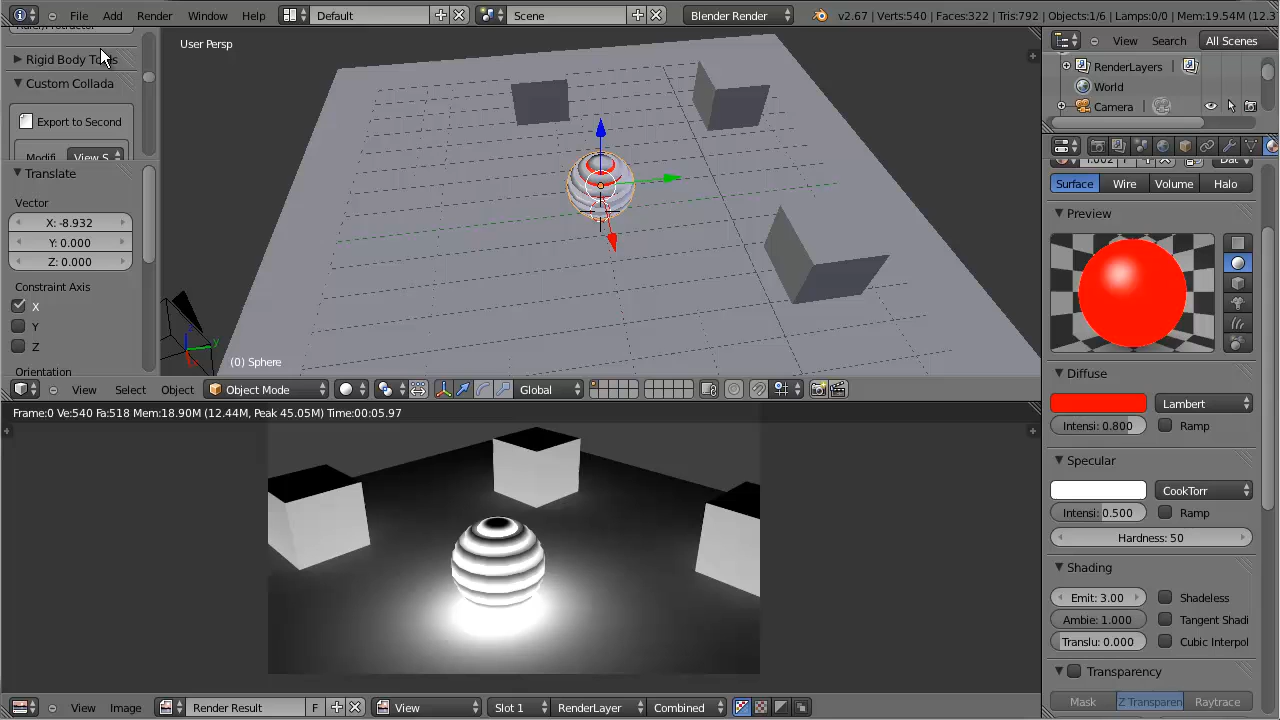 File Add Render Window Help Default Scene Blender Render v2.67 | Verts:540 | Faces:322 | Tris:792 | Objects:1/6 | Lamps:0/0 | Mem:19.54M (12.3
Rigid Body Tools
Custom Collada
Export to Second
Modifi View S
Translate
Vector
X: -8.932
Y: 0.000
Z: 0.000
Constraint Axis
X
Y
Z
Orientation
User Persp
y
(0) Sphere
View Select Object Object Mode Global
Frame:0 Ve:540 Fa:518 Mem:18.90M (12.44M, Peak 45.05M) Time:00:05.97
View Image Render Result F View Slot 1 RenderLayer Combined
View Search All Scenes
RenderLayers
World
Camera
Surface Wire Volume Halo
Preview
Diffuse
Lambert
Intensi: 0.800 Ramp
Specular
CookTorr
Intensi: 0.500 Ramp
Hardness: 50
Shading
Emit: 3.00 Shadeless
Ambie: 1.000 Tangent Shadi
Translu: 0.000 Cubic Interpol
Transparency
Mask Z Transparen Raytrace